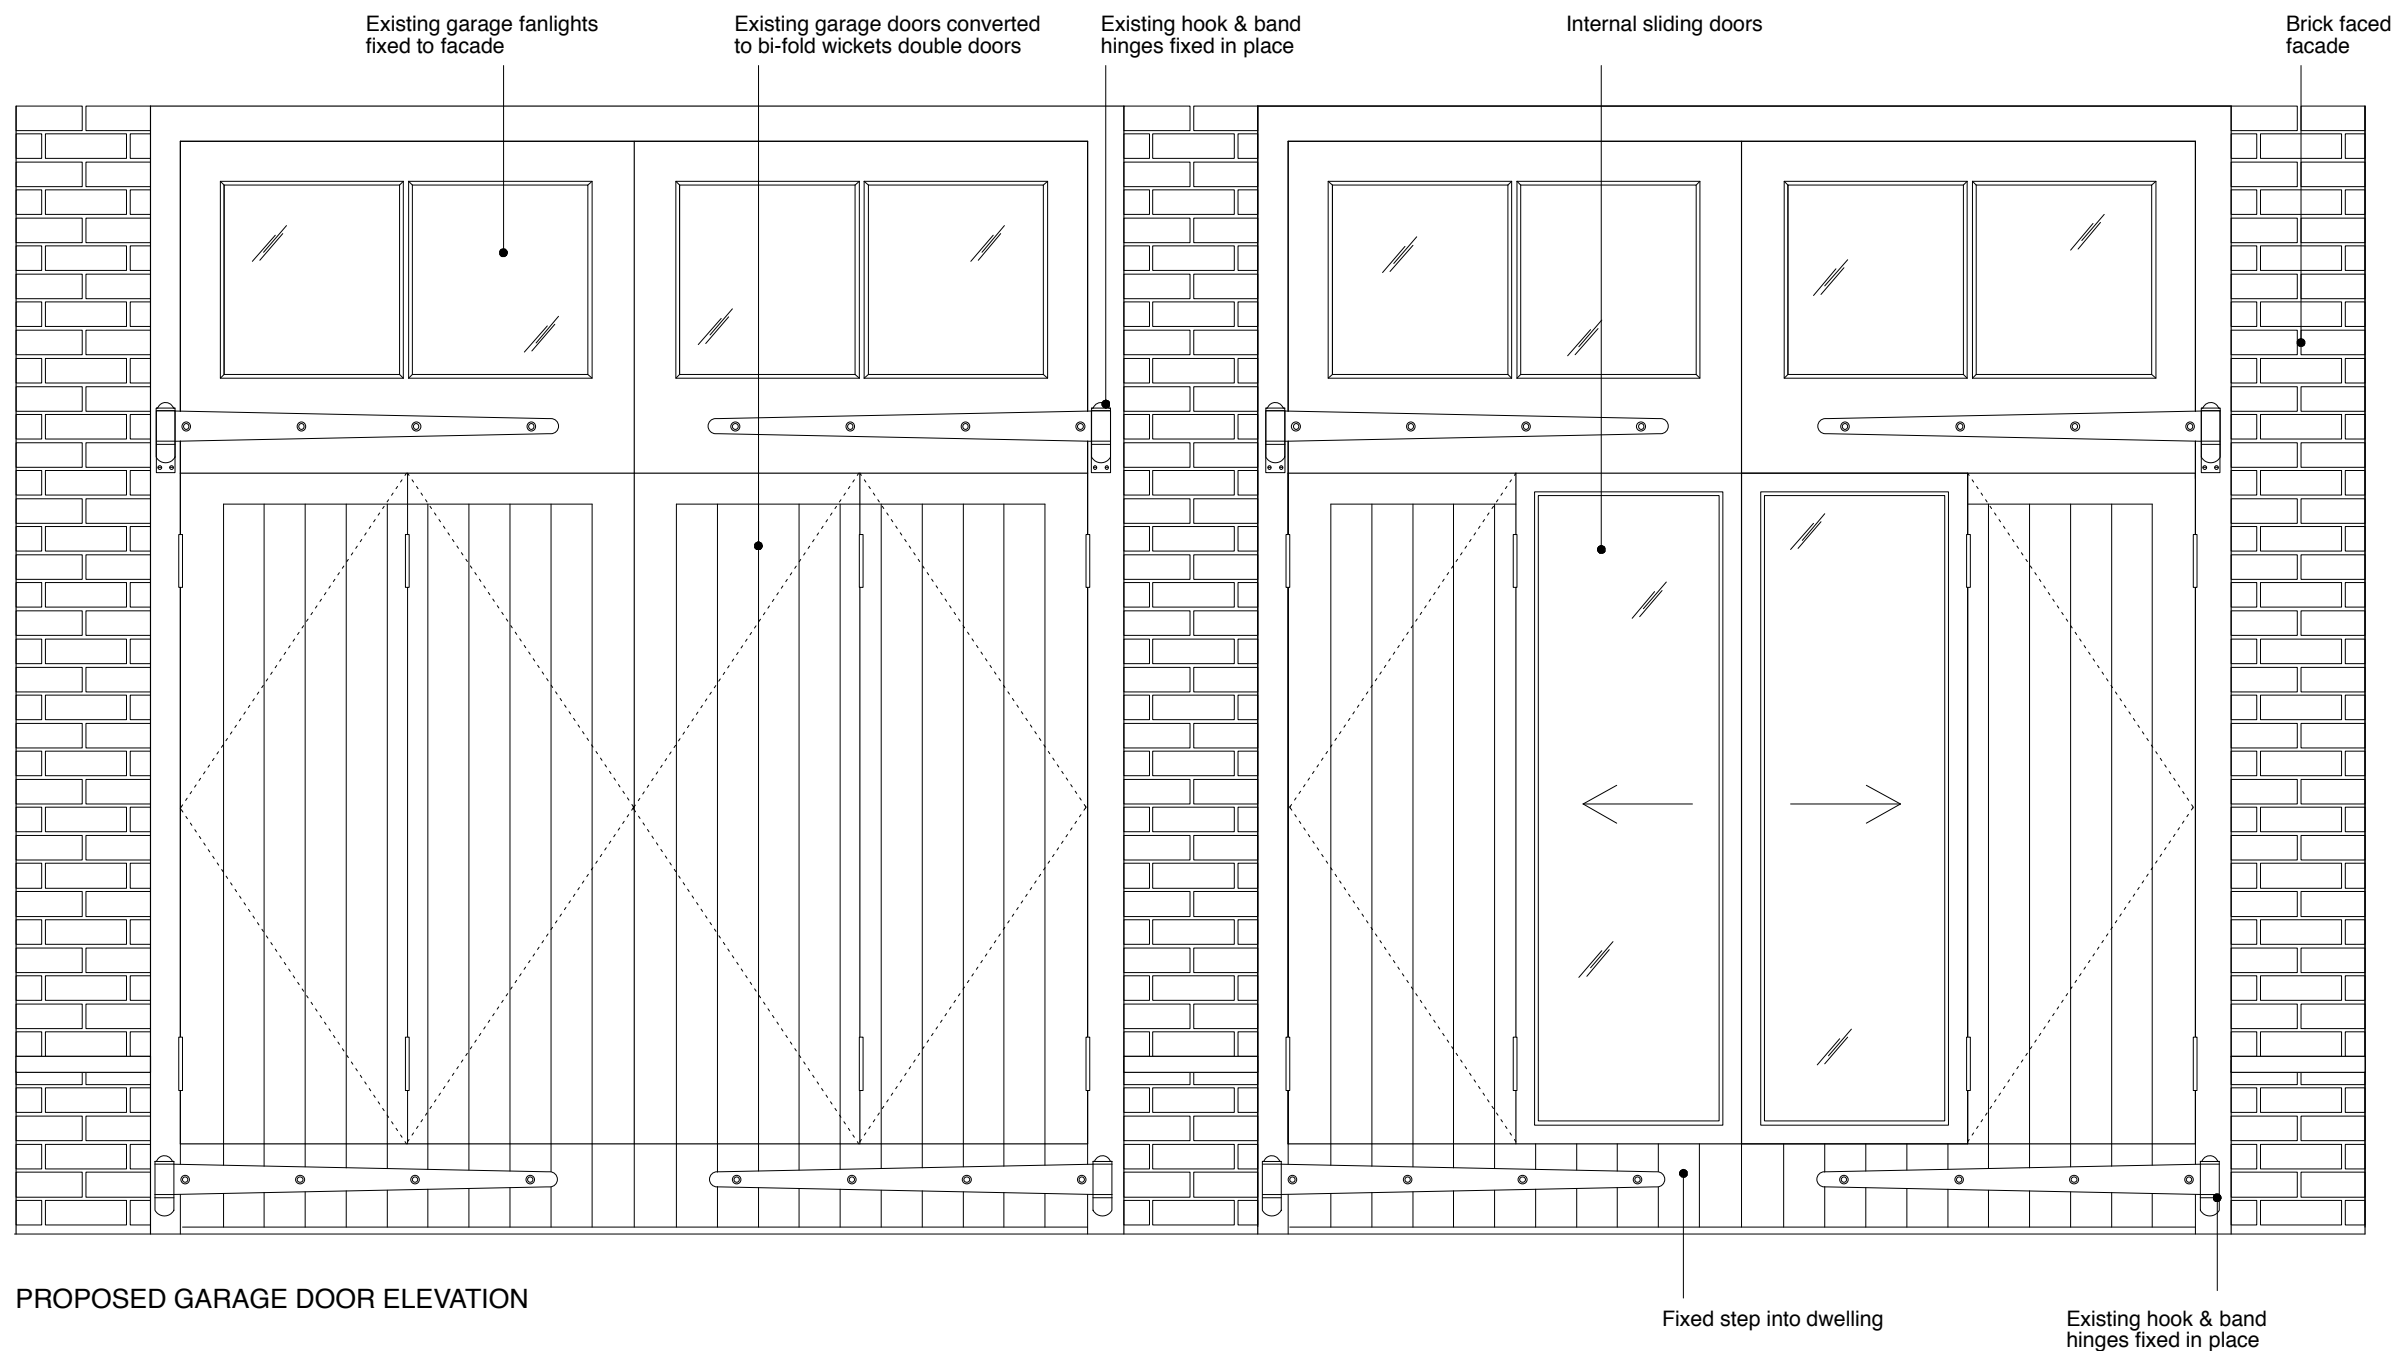 Existing garage fanlights
fixed to facade
Existing garage doors converted
to bi-fold wickets double doors
Existing hook & band
hinges fixed in place
Internal sliding doors
Brick faced
facade
PROPOSED GARAGE DOOR ELEVATION
Fixed step into dwelling
Existing hook & band
hinges fixed in place